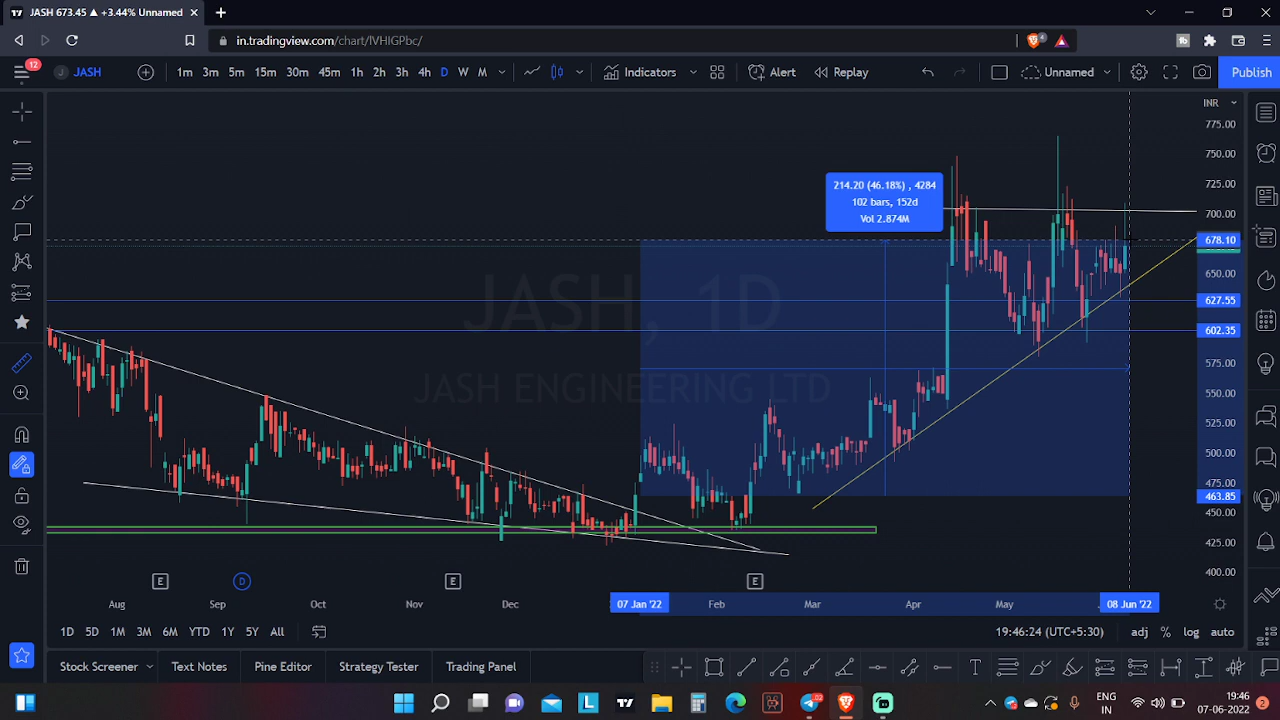 JASH 673.45 ▲ +3.44% Unnamed
in.tradingview.com/chart/lVHIGPbc/
4
12
JASH
1m 3m 5m 15m 30m 45m 1h 2h 3h 4h D W M
Indicators
Alert
Replay
Unnamed
Publish
INR
775.00
750.00
725.00
700.00
678.10
650.00
627.55
602.35
575.00
550.00
525.00
500.00
475.00
463.85
450.00
425.00
400.00
214.20 (46.18%) , 4284
102 bars, 152d
Vol 2.874M
JASH, 1D
JASH ENGINEERING LTD
E D E E
Aug Sep Oct Nov Dec 07 Jan '22 Feb Mar Apr May 08 Jun '22
1D 5D 1M 3M 6M YTD 1Y 5Y All
19:46:24 (UTC+5:30) adj % log auto
Stock Screener Text Notes Pine Editor Strategy Tester Trading Panel
ENG
IN
19:46
07-06-2022
2